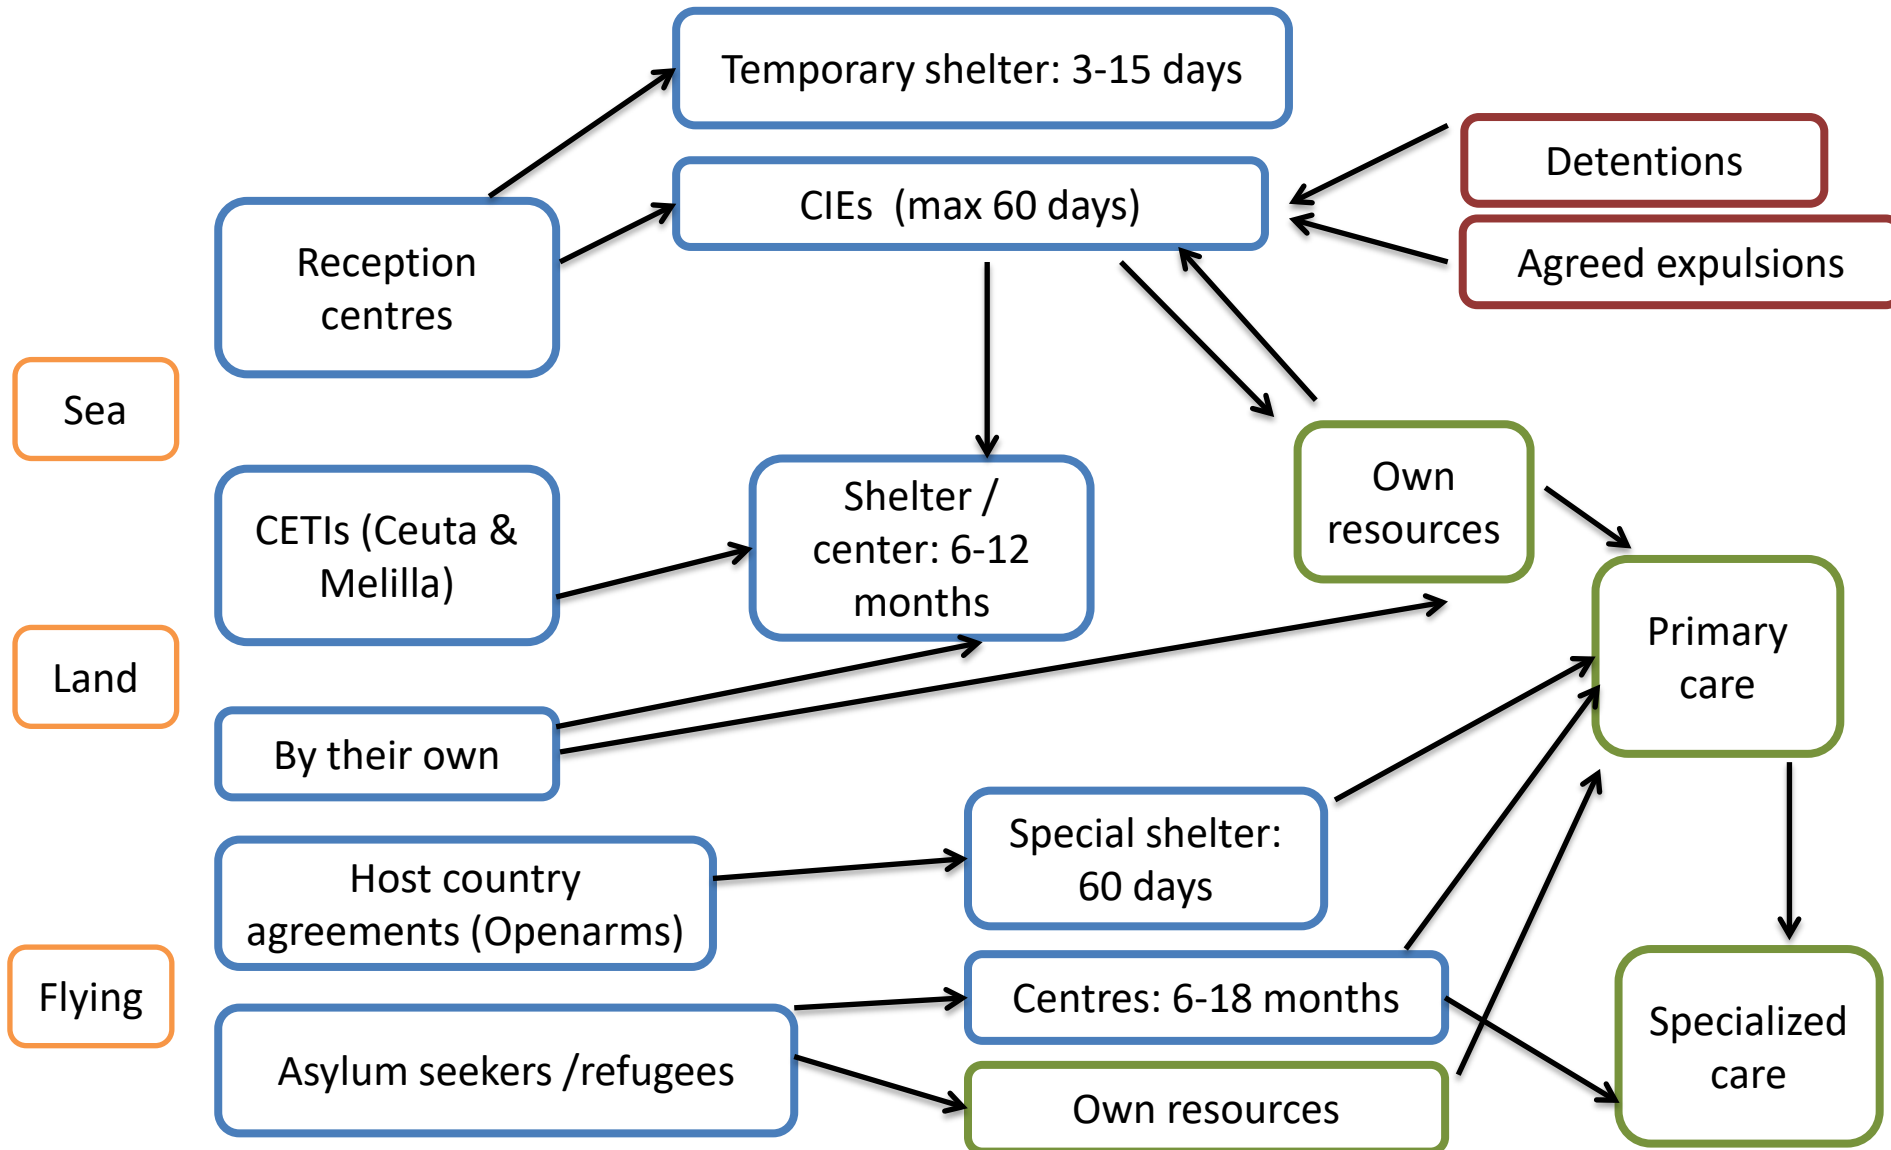 Temporary shelter: 3-15 days
CIEs (max 60 days)
Detentions
Agreed expulsions
Reception
centres
Sea
CETIs (Ceuta &
Melilla)
Shelter /
center: 6-12
months
Own
resources
Land
By their own
Primary
care
Host country
agreements (Openarms)
Special shelter:
60 days
Flying
Centres: 6-18 months
Asylum seekers /refugees
Own resources
Specialized
care